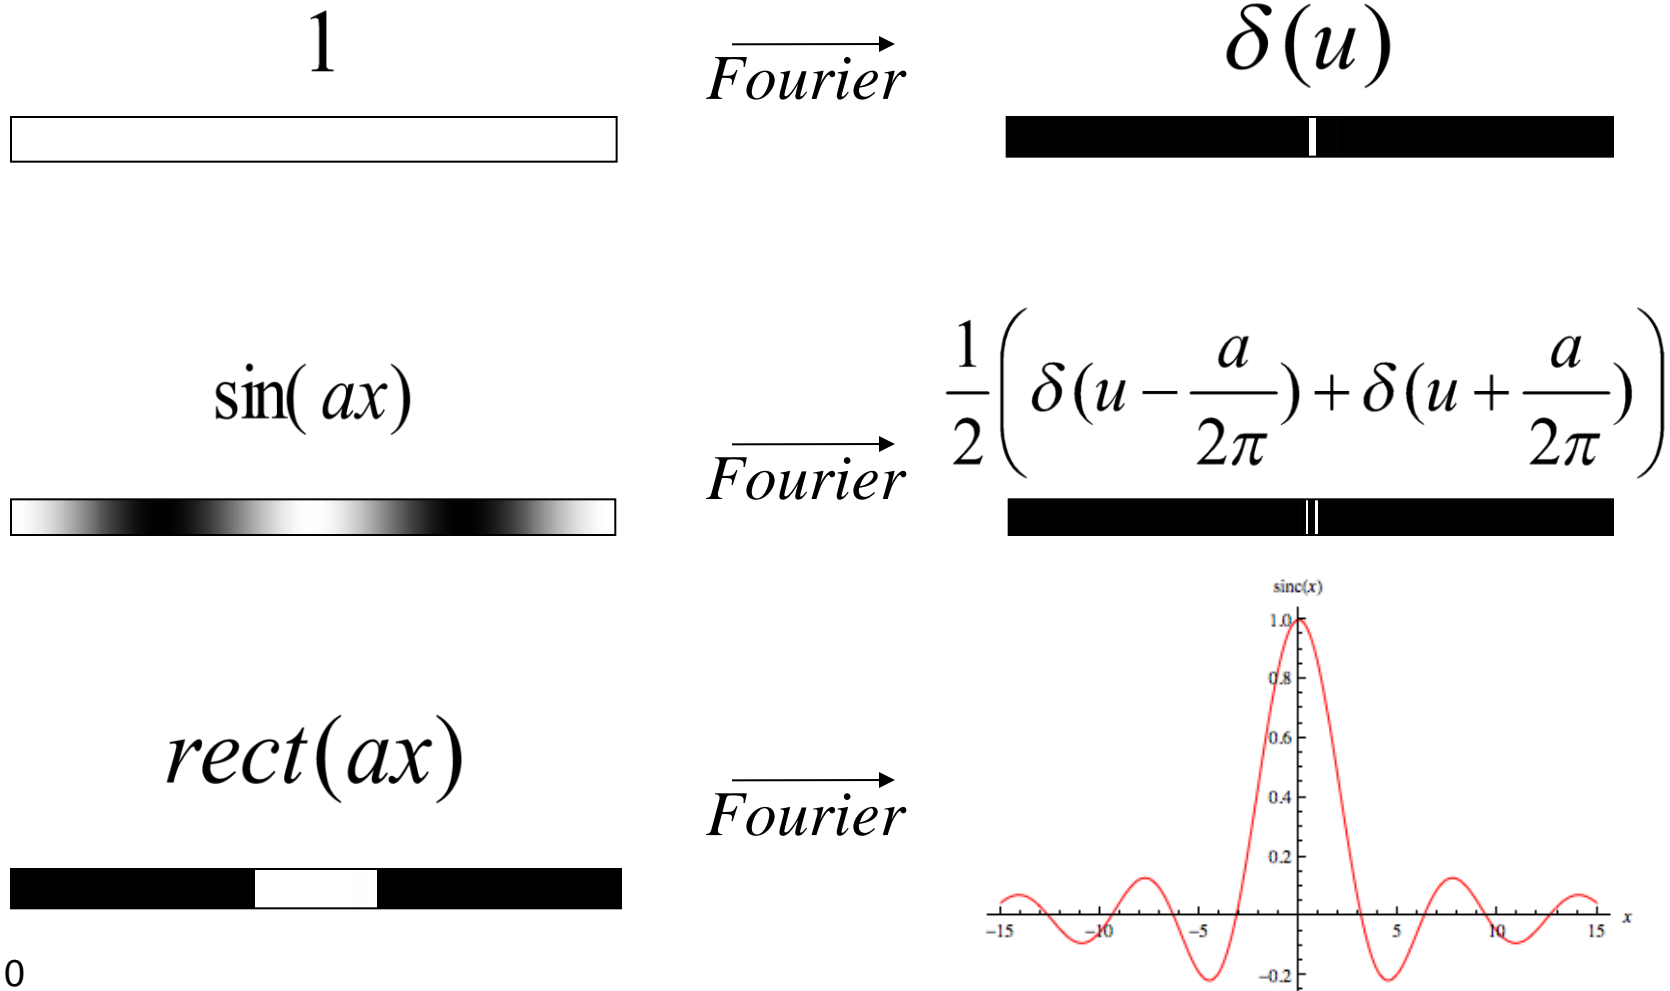 1
Fourier
δ(u)
sin( ax)
Fourier
1/2 ( δ(u − a/2π) + δ(u + a/2π) )
rect(ax)
Fourier
sinc(x)
1.0
0.8
0.6
0.4
0.2
−15 −10 −5 5 10 15 x
−0.2
0